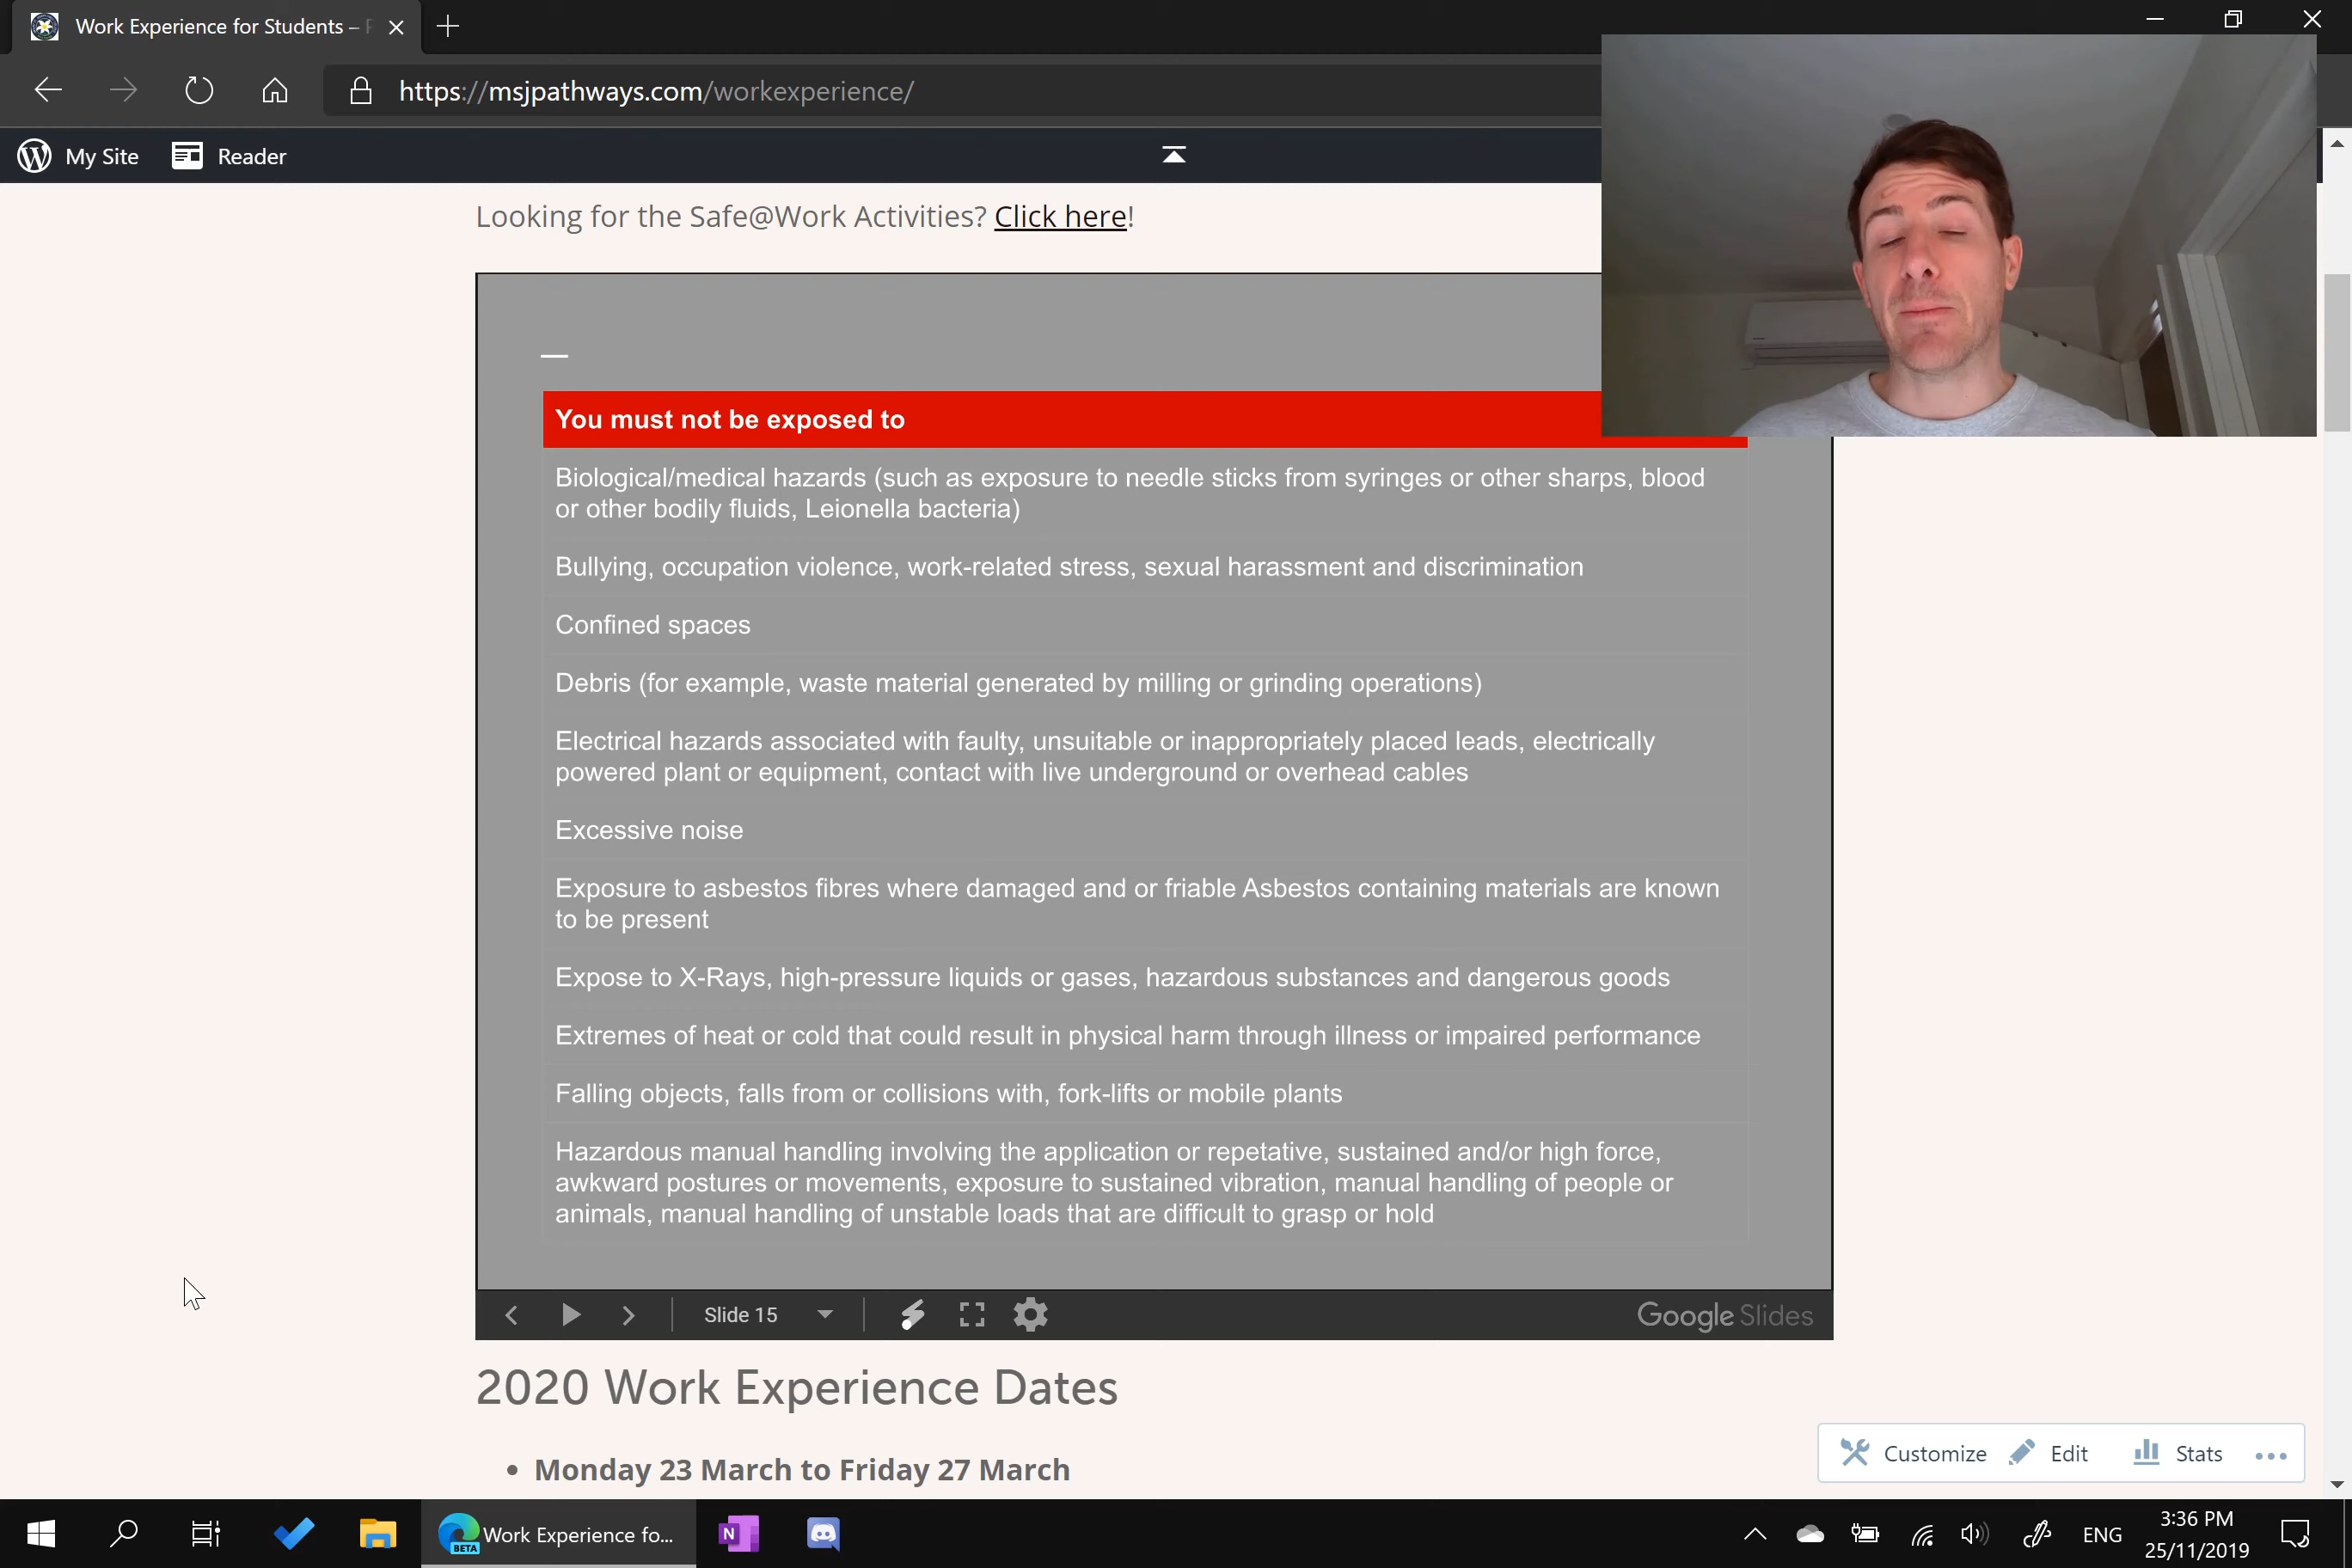 Work Experience for Students –
https://msjpathways.com/workexperience/
My Site
Reader
Looking for the Safe@Work Activities? Click here!
You must not be exposed to
Biological/medical hazards (such as exposure to needle sticks from syringes or other sharps, blood
or other bodily fluids, Leionella bacteria)
Bullying, occupation violence, work-related stress, sexual harassment and discrimination
Confined spaces
Debris (for example, waste material generated by milling or grinding operations)
Electrical hazards associated with faulty, unsuitable or inappropriately placed leads, electrically
powered plant or equipment, contact with live underground or overhead cables
Excessive noise
Exposure to asbestos fibres where damaged and or friable Asbestos containing materials are known
to be present
Expose to X-Rays, high-pressure liquids or gases, hazardous substances and dangerous goods
Extremes of heat or cold that could result in physical harm through illness or impaired performance
Falling objects, falls from or collisions with, fork-lifts or mobile plants
Hazardous manual handling involving the application or repetative, sustained and/or high force,
awkward postures or movements, exposure to sustained vibration, manual handling of people or
animals, manual handling of unstable loads that are difficult to grasp or hold
Slide 15
Google Slides
2020 Work Experience Dates
• Monday 23 March to Friday 27 March
Customize
Edit
Stats
BETA
Work Experience fo...
N
ENG
3:36 PM
25/11/2019